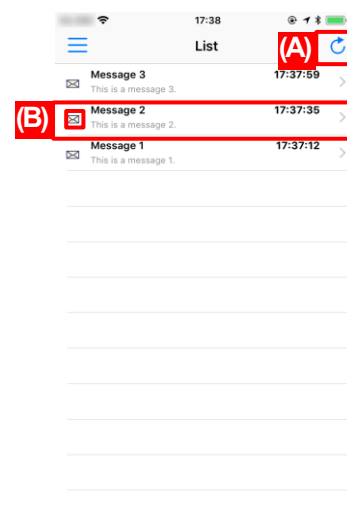 17:38
List
(A)
Message 3 17:37:59
This is a message 3.
(B)
Message 2 17:37:35
This is a message 2.
Message 1 17:37:12
This is a message 1.